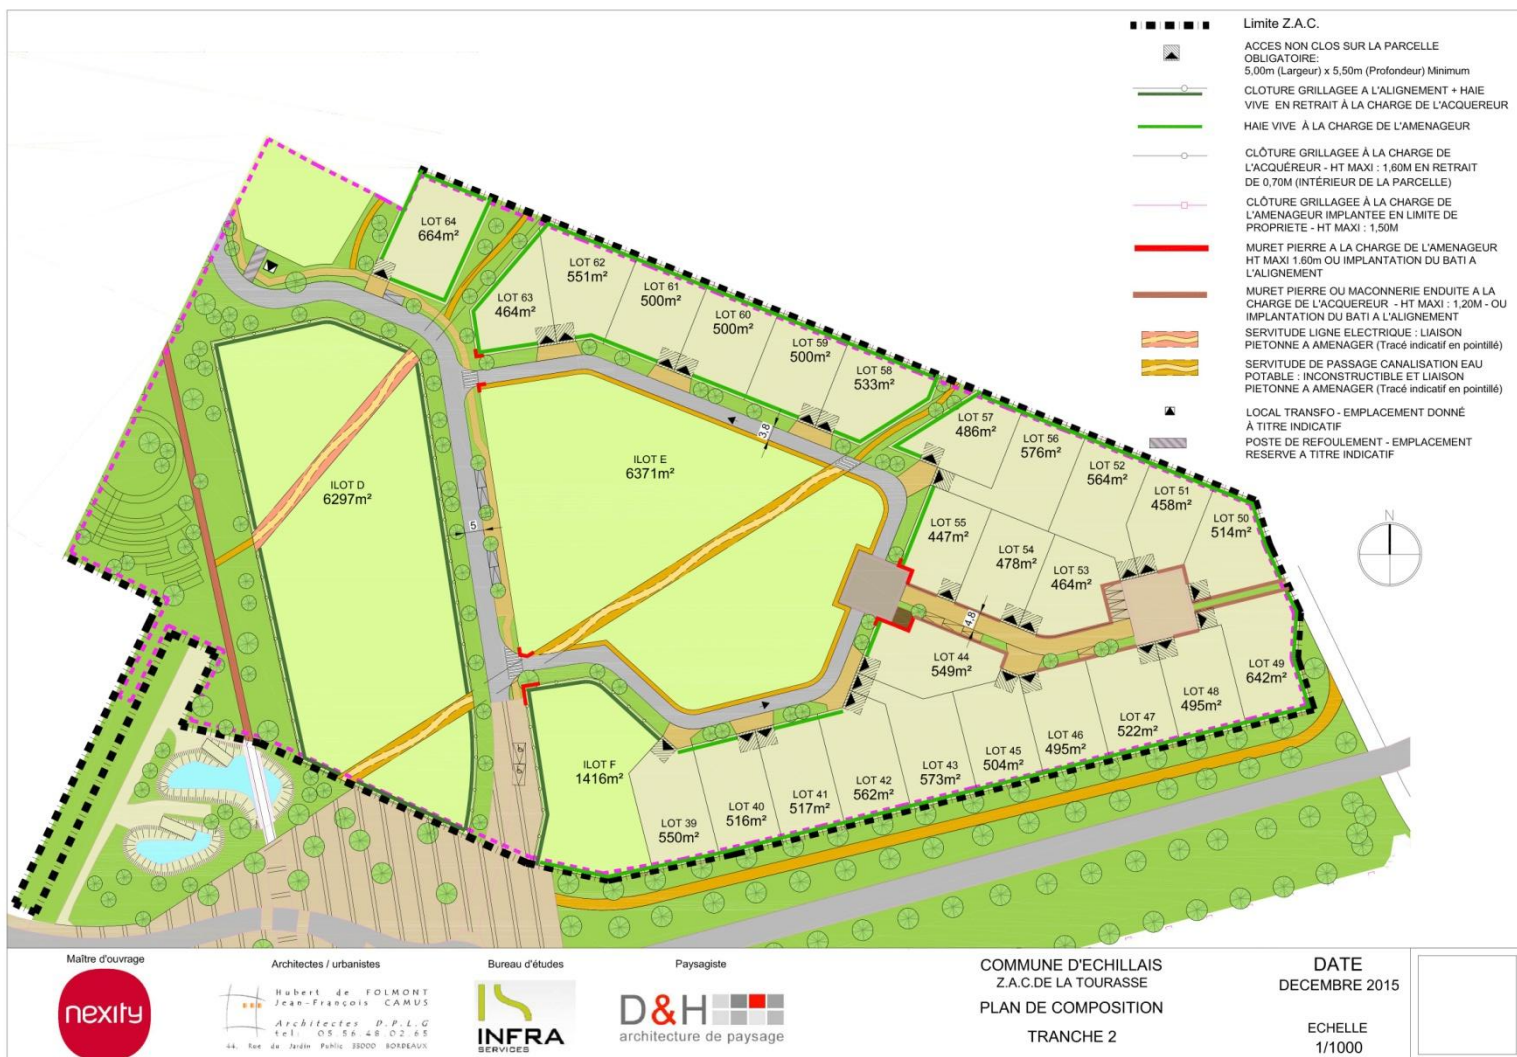 Limite Z.A.C.
ACCES NON CLOS SUR LA PARCELLE
OBLIGATOIRE:
5,00m (Largeur) x 5,50m (Profondeur) Minimum
CLOTURE GRILLAGEE A L'ALIGNEMENT + HAIE
VIVE EN RETRAIT À LA CHARGE DE L'ACQUEREUR
HAIE VIVE À LA CHARGE DE L'AMENAGEUR
CLÔTURE GRILLAGEE À LA CHARGE DE
L'ACQUÉREUR - HT MAXI : 1,60M EN RETRAIT
DE 0,70M (INTÉRIEUR DE LA PARCELLE)
CLÔTURE GRILLAGEE À LA CHARGE DE
L'AMENAGEUR IMPLANTEE EN LIMITE DE
PROPRIETE - HT MAXI : 1,50M
MURET PIERRE A LA CHARGE DE L'AMENAGEUR
HT MAXI 1.60m OU IMPLANTATION DU BATI A
L'ALIGNEMENT
MURET PIERRE OU MACONNERIE ENDUITE A LA
CHARGE DE L'ACQUEREUR - HT MAXI : 1,20M - OU
IMPLANTATION DU BATI A L'ALIGNEMENT
SERVITUDE LIGNE ELECTRIQUE : LIAISON
PIETONNE A AMENAGER (Tracé indicatif en pointillé)
SERVITUDE DE PASSAGE CANALISATION EAU
POTABLE : INCONSTRUCTIBLE ET LIAISON
PIETONNE A AMENAGER (Tracé indicatif en pointillé)
LOCAL TRANSFO - EMPLACEMENT DONNÉ
À TITRE INDICATIF
POSTE DE REFOULEMENT - EMPLACEMENT
RESERVE A TITRE INDICATIF
N
LOT 64
664m²
LOT 63
464m²
LOT 62
551m²
LOT 61
500m²
LOT 60
500m²
LOT 59
500m²
LOT 58
533m²
LOT 57
486m²
LOT 56
576m²
LOT 52
564m²
LOT 51
458m²
LOT 50
514m²
LOT 55
447m²
LOT 54
478m²
LOT 53
464m²
ILOT D
6297m²
ILOT E
6371m²
3,8
5
4,8
LOT 44
549m²
LOT 49
642m²
LOT 48
495m²
LOT 47
522m²
LOT 46
495m²
LOT 45
504m²
LOT 43
573m²
LOT 42
562m²
LOT 41
517m²
LOT 40
516m²
LOT 39
550m²
ILOT F
1416m²
Maître d'ouvrage
nexity
Architectes / urbanistes
Hubert de FOLMONT
Jean-François CAMUS
Architectes D.P.L.G
tel: 05.56.48.02.65
44, Rue du Jardin Public 33000 BORDEAUX
Bureau d'études
INFRA
SERVICES
Paysagiste
D&H
architecture de paysage
COMMUNE D'ECHILLAIS
Z.A.C.DE LA TOURASSE
PLAN DE COMPOSITION
TRANCHE 2
DATE
DECEMBRE 2015
ECHELLE
1/1000